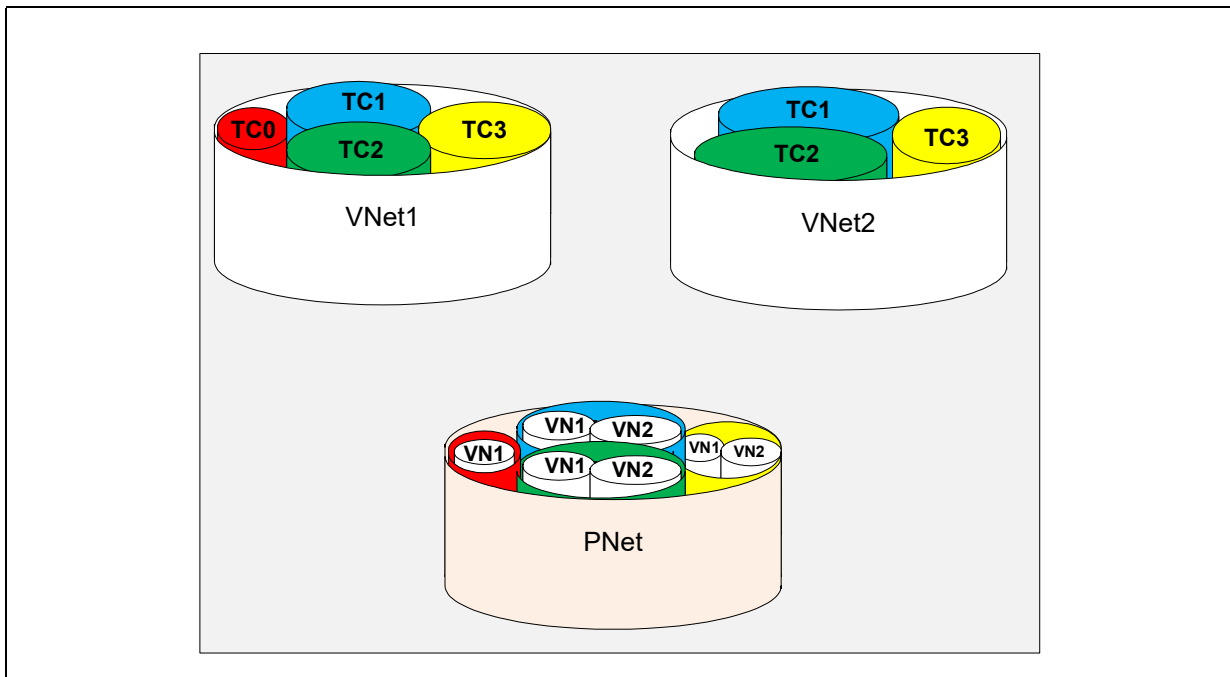 TC0
TC1
TC2
TC3
VNet1
TC1
TC2
TC3
VNet2
VN1
VN1
VN2
VN1
VN2
VN1
VN2
PNet